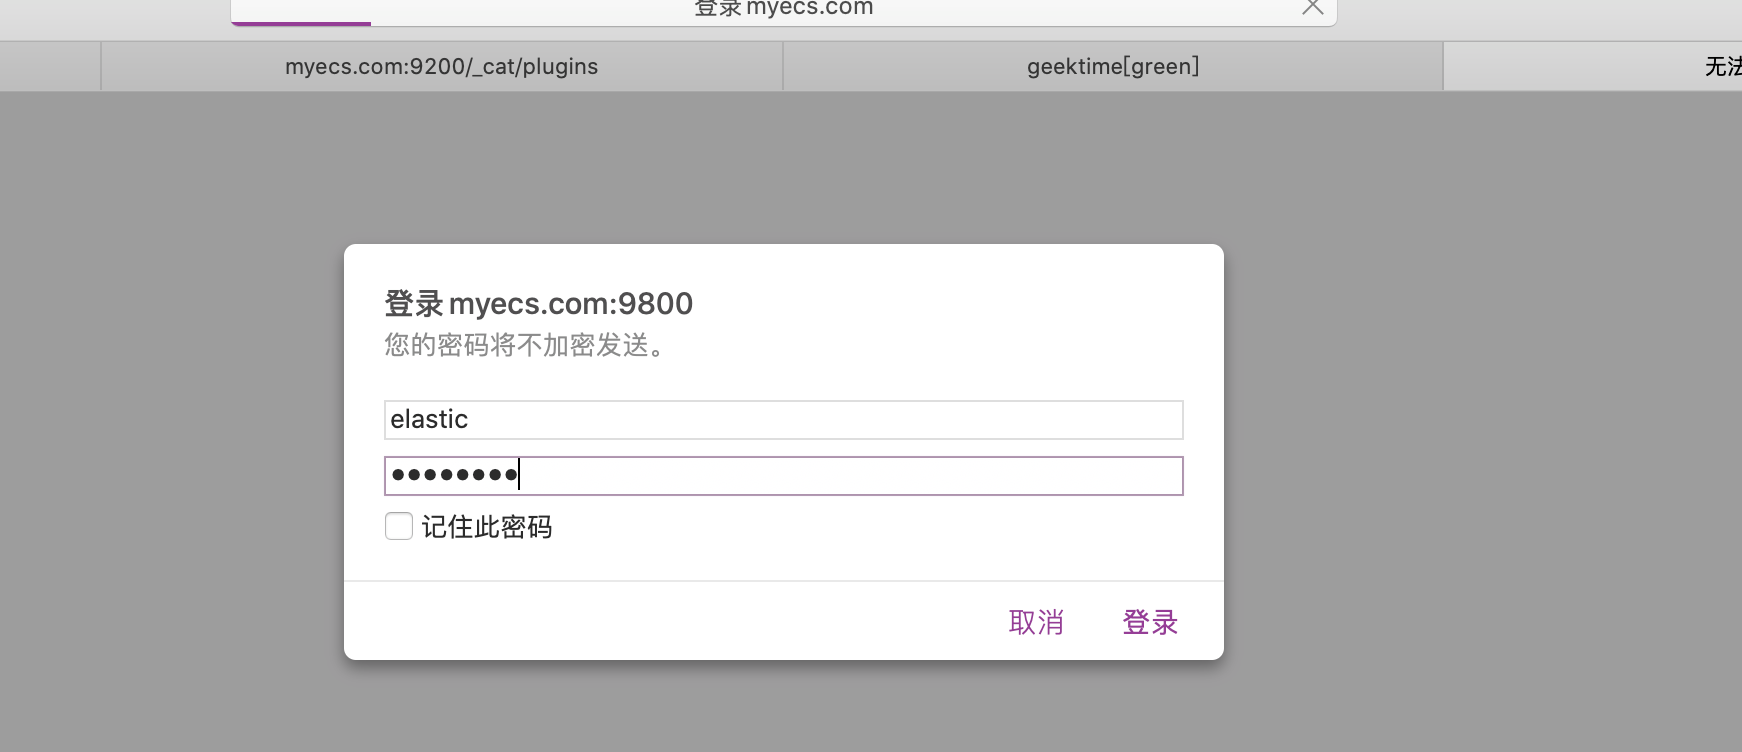 登录 myecs.com
myecs.com:9200/_cat/plugins
geektime[green]
无法
登录 myecs.com:9800
您的密码将不加密发送。
elastic
••••••••
记住此密码
取消
登录